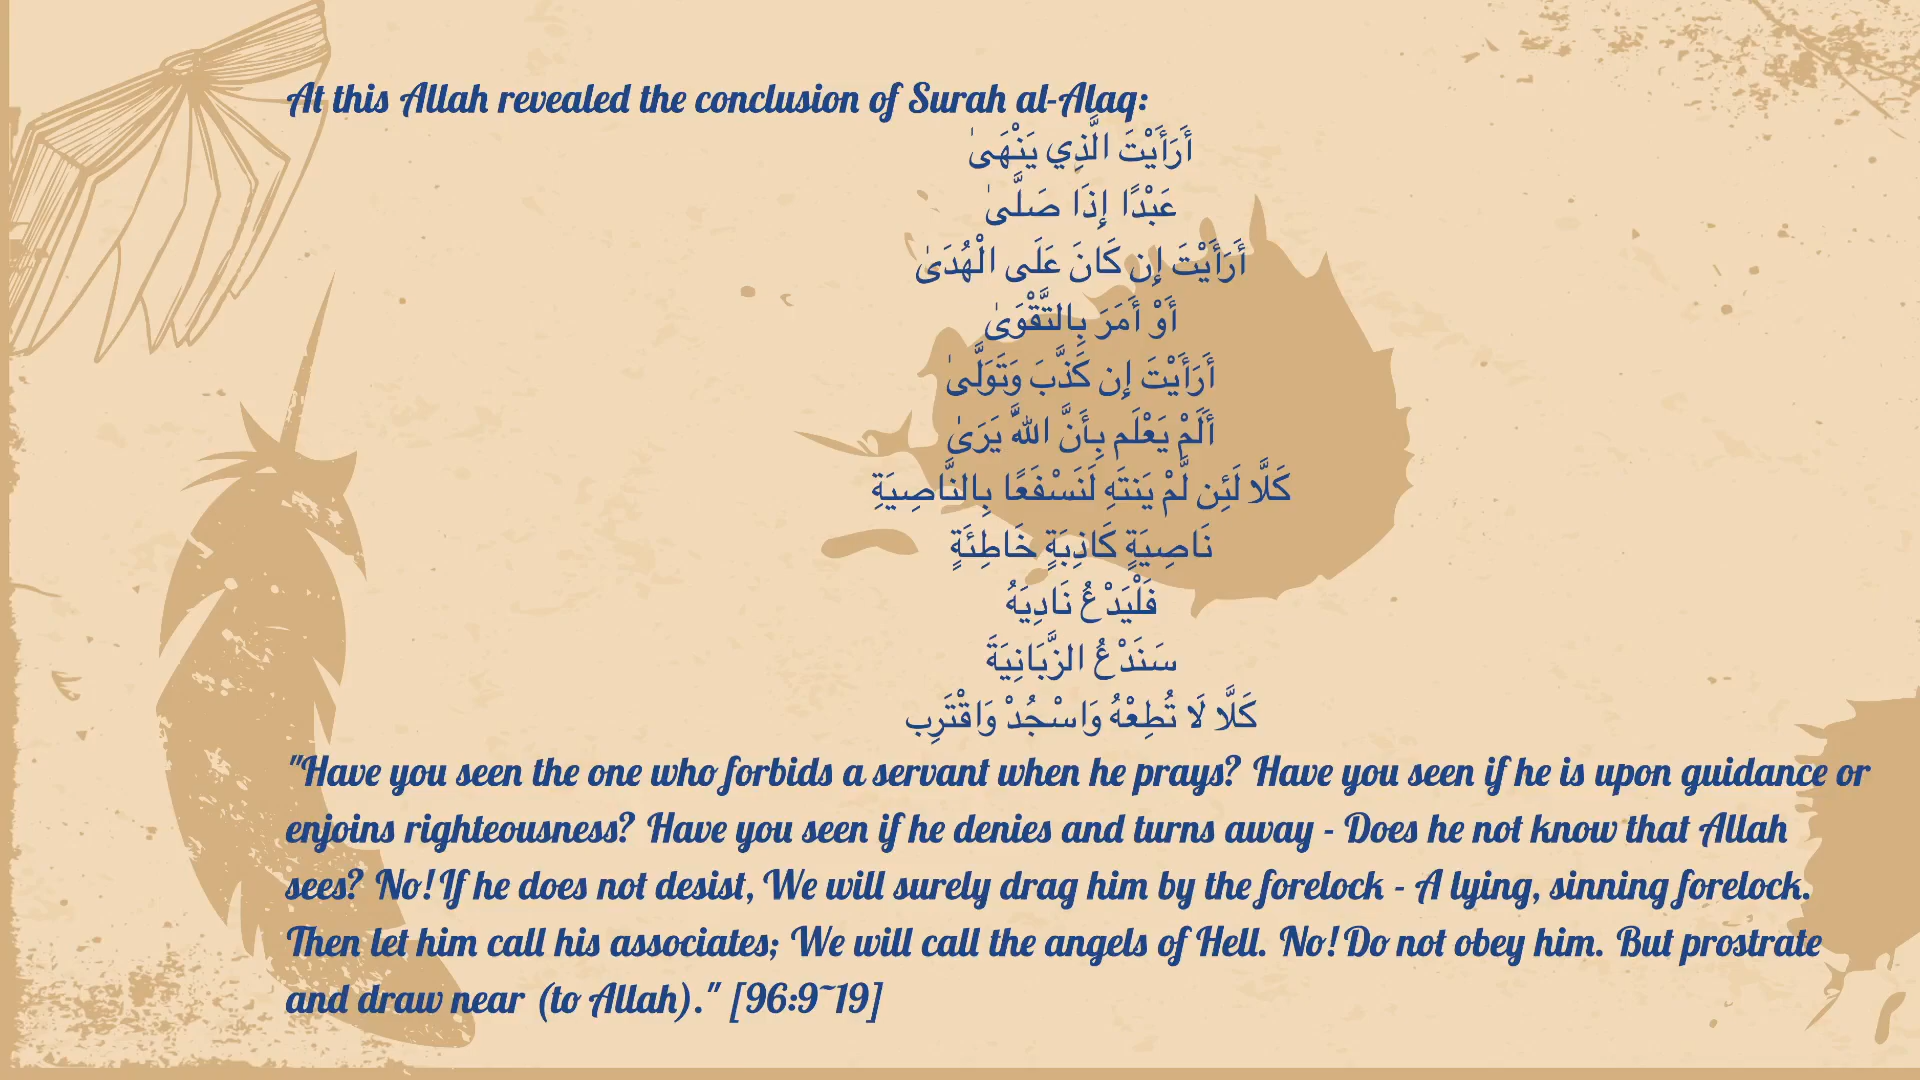 At this Allah revealed the conclusion of Surah al-Alaq:
أَرَأَيْتَ الَّذِي يَنْهَىٰ
عَبْدًا إِذَا صَلَّىٰ
أَرَأَيْتَ إِن كَانَ عَلَى الْهُدَىٰ
أَوْ أَمَرَ بِالتَّقْوَىٰ
أَرَأَيْتَ إِن كَذَّبَ وَتَوَلَّىٰ
أَلَمْ يَعْلَم بِأَنَّ اللَّهَ يَرَىٰ
كَلَّا لَئِن لَّمْ يَنتَهِ لَنَسْفَعًا بِالنَّاصِيَةِ
نَاصِيَةٍ كَاذِبَةٍ خَاطِئَةٍ
فَلْيَدْعُ نَادِيَهُ
سَنَدْعُ الزَّبَانِيَةَ
كَلَّا لَا تُطِعْهُ وَاسْجُدْ وَاقْتَرِب
"Have you seen the one who forbids a servant when he prays? Have you seen if he is upon guidance or
enjoins righteousness? Have you seen if he denies and turns away - Does he not know that Allah
sees? No! If he does not desist, We will surely drag him by the forelock - A lying, sinning forelock.
Then let him call his associates; We will call the angels of Hell. No! Do not obey him. But prostrate
and draw near (to Allah)." [96:9~19]